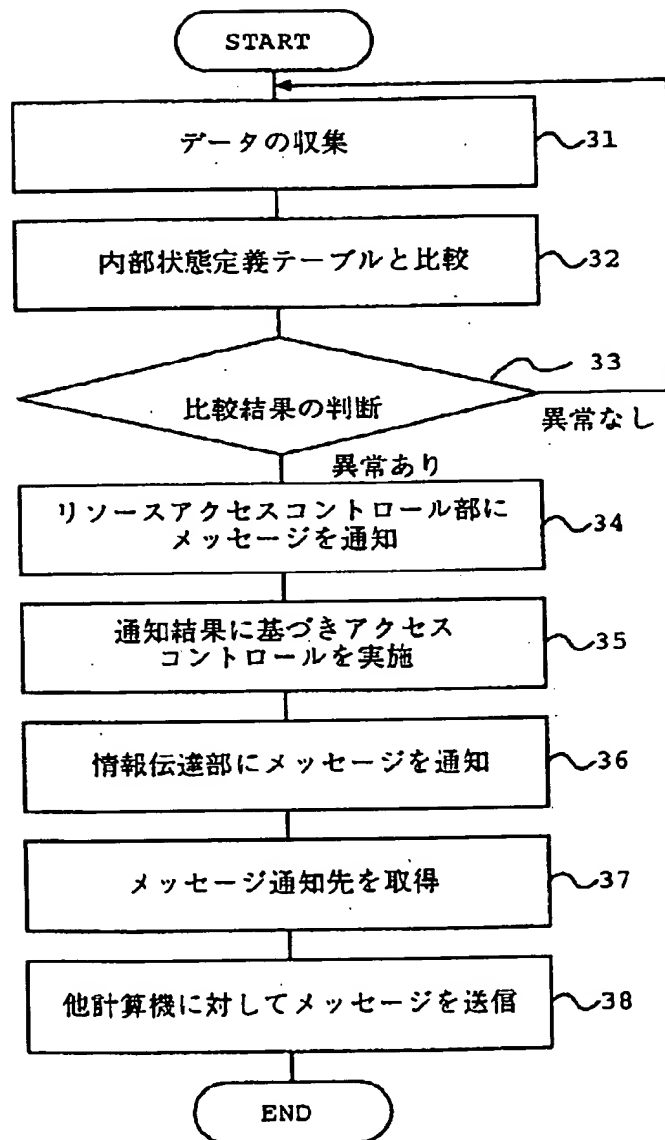 START
データの収集
31
内部状態定義テーブルと比較
32
33
比較結果の判断
異常なし
異常あり
リソースアクセスコントロール部に
メッセージを通知
34
通知結果に基づきアクセス
コントロールを実施
35
情報伝達部にメッセージを通知
36
メッセージ通知先を取得
37
他計算機に対してメッセージを送信
38
END